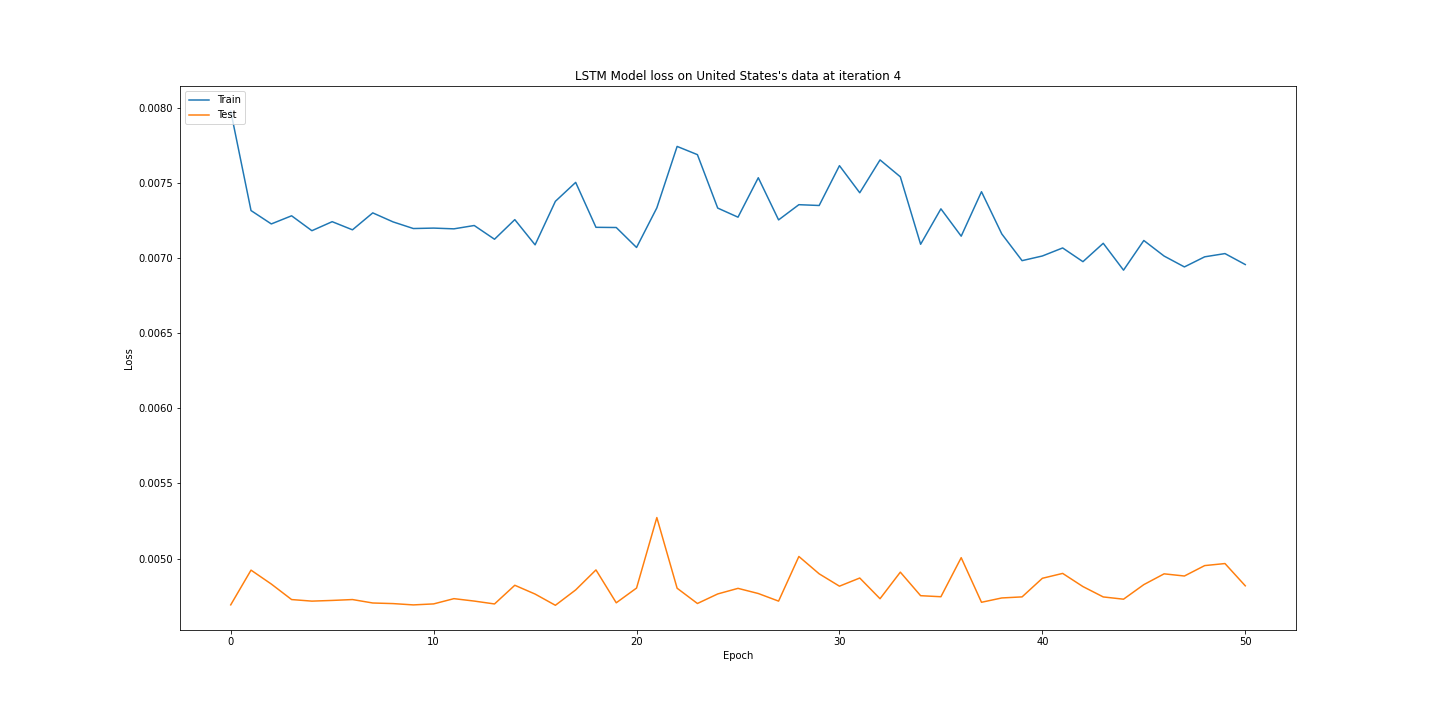 LSTM Model loss on United States's data at iteration 4
Train
Test
0.0080
0.0075
0.0070
0.0065
0.0060
0.0055
0.0050
Loss
0 10 20 30 40 50
Epoch